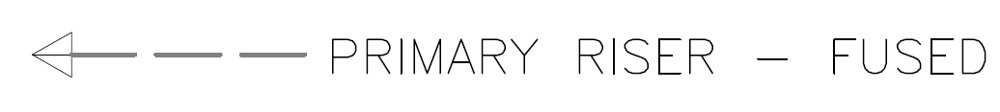 PRIMARY RISER – FUSED